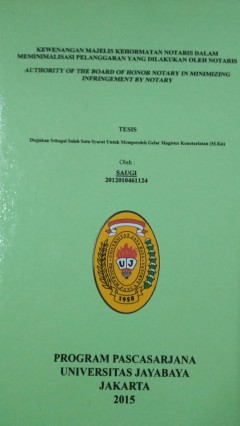 KEWENANGAN MAJELIS KEHORMATAN NOTARIS DALAM
MEMINIMALISASI PELANGGARAN YANG DILAKUKAN OLEH NOTARIS
AUTHORITY OF THE BOARD OF HONOR NOTARY IN MINIMIZING
INFRINGEMENT BY NOTARY
TESIS
Diajukan Sebagai Salah Satu Syarat Untuk Memperoleh Gelar Magister Kenotariatan (M.Kn)
Oleh :
SAUGI
2012010461124
UJ
1958
PROGRAM PASCASARJANA
UNIVERSITAS JAYABAYA
JAKARTA
2015